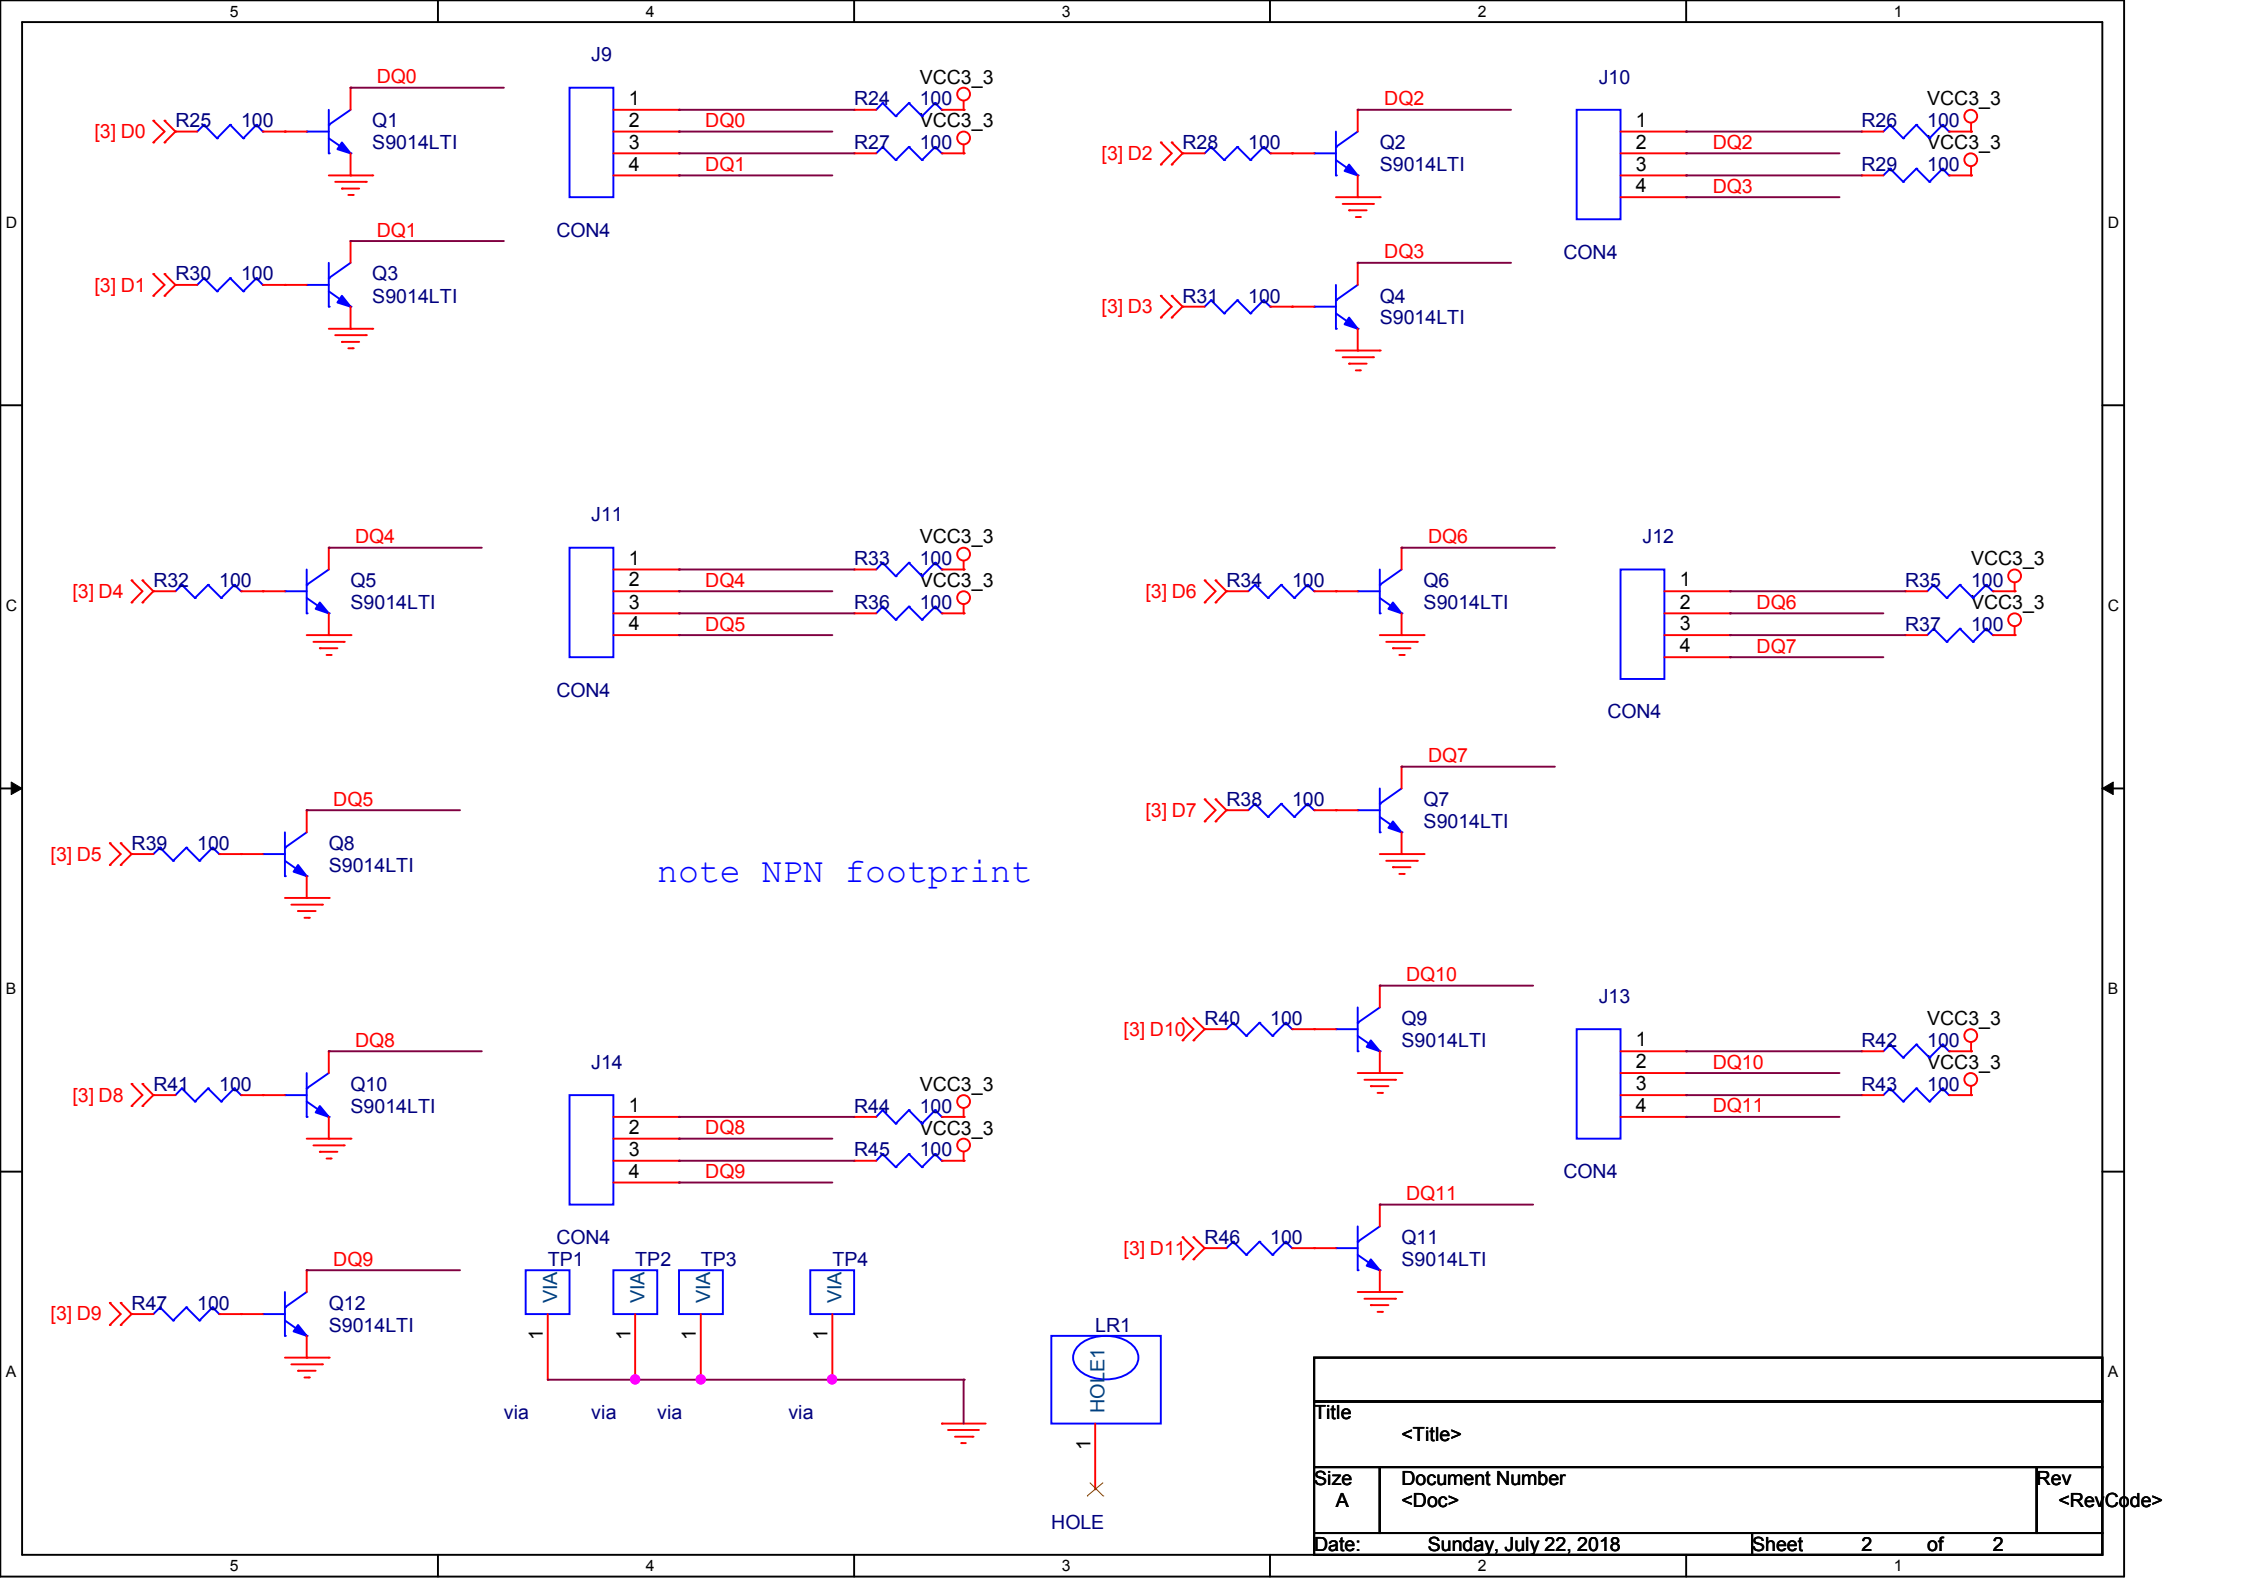 5 4 3 2 1
D
C
B
A
D
C
B
A
[3] D0 R25 100 DQ0
Q1
S9014LTI
[3] D1 R30 100 DQ1
Q3
S9014LTI
J9
1 R24 100 VCC3_3
2 DQ0
3 R27 100 VCC3_3
4 DQ1
CON4
[3] D2 R28 100 DQ2
Q2
S9014LTI
[3] D3 R31 100 DQ3
Q4
S9014LTI
J10
1 R26 100 VCC3_3
2 DQ2
3 R29 100 VCC3_3
4 DQ3
CON4
[3] D4 R32 100 DQ4
Q5
S9014LTI
J11
1 R33 100 VCC3_3
2 DQ4
3 R36 100 VCC3_3
4 DQ5
CON4
[3] D6 R34 100 DQ6
Q6
S9014LTI
J12
1 R35 100 VCC3_3
2 DQ6
3 R37 100 VCC3_3
4 DQ7
CON4
[3] D5 R39 100 DQ5
Q8
S9014LTI
note NPN footprint
[3] D7 R38 100 DQ7
Q7
S9014LTI
[3] D8 R41 100 DQ8
Q10
S9014LTI
J14
1 R44 100 VCC3_3
2 DQ8
3 R45 100 VCC3_3
4 DQ9
CON4
[3] D10 R40 100 DQ10
Q9
S9014LTI
J13
1 R42 100 VCC3_3
2 DQ10
3 R43 100 VCC3_3
4 DQ11
CON4
[3] D9 R47 100 DQ9
Q12
S9014LTI
[3] D11 R46 100 DQ11
Q11
S9014LTI
TP1 TP2 TP3 TP4
VIA VIA VIA VIA
1 1 1 1
via via via via
LR1
HOLE1
1
HOLE
Title
<Title>
Size Document Number Rev
A <Doc> <RevCode>
Date: Sunday, July 22, 2018 Sheet 2 of 2
5 4 3 2 1